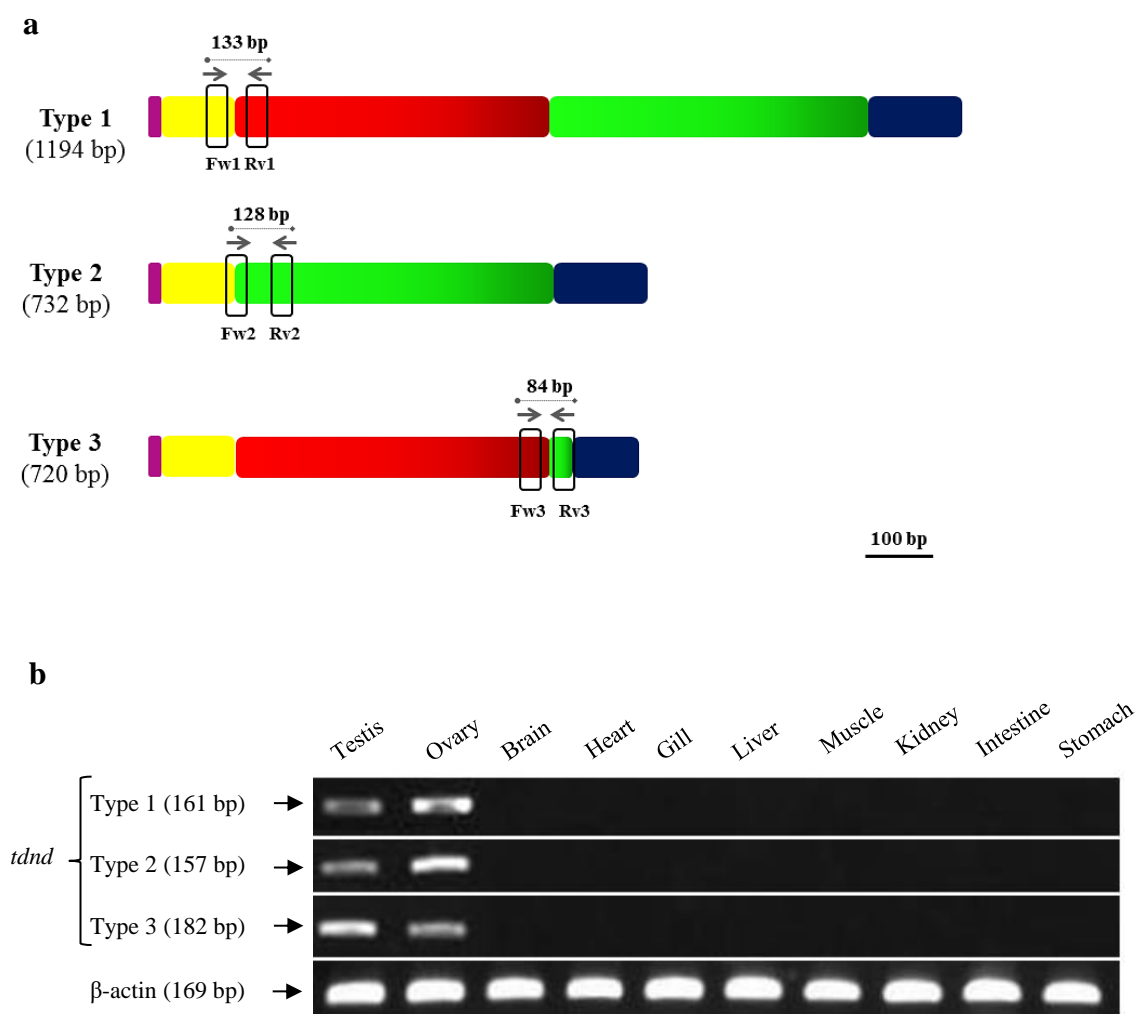 a
133 bp
Type 1
(1194 bp)
Fw1 Rv1
128 bp
Type 2
(732 bp)
Fw2 Rv2
84 bp
Type 3
(720 bp)
Fw3 Rv3
100 bp
b
Testis Ovary Brain Heart Gill Liver Muscle Kidney Intestine Stomach
tdnd
Type 1 (161 bp)
Type 2 (157 bp)
Type 3 (182 bp)
β-actin (169 bp)